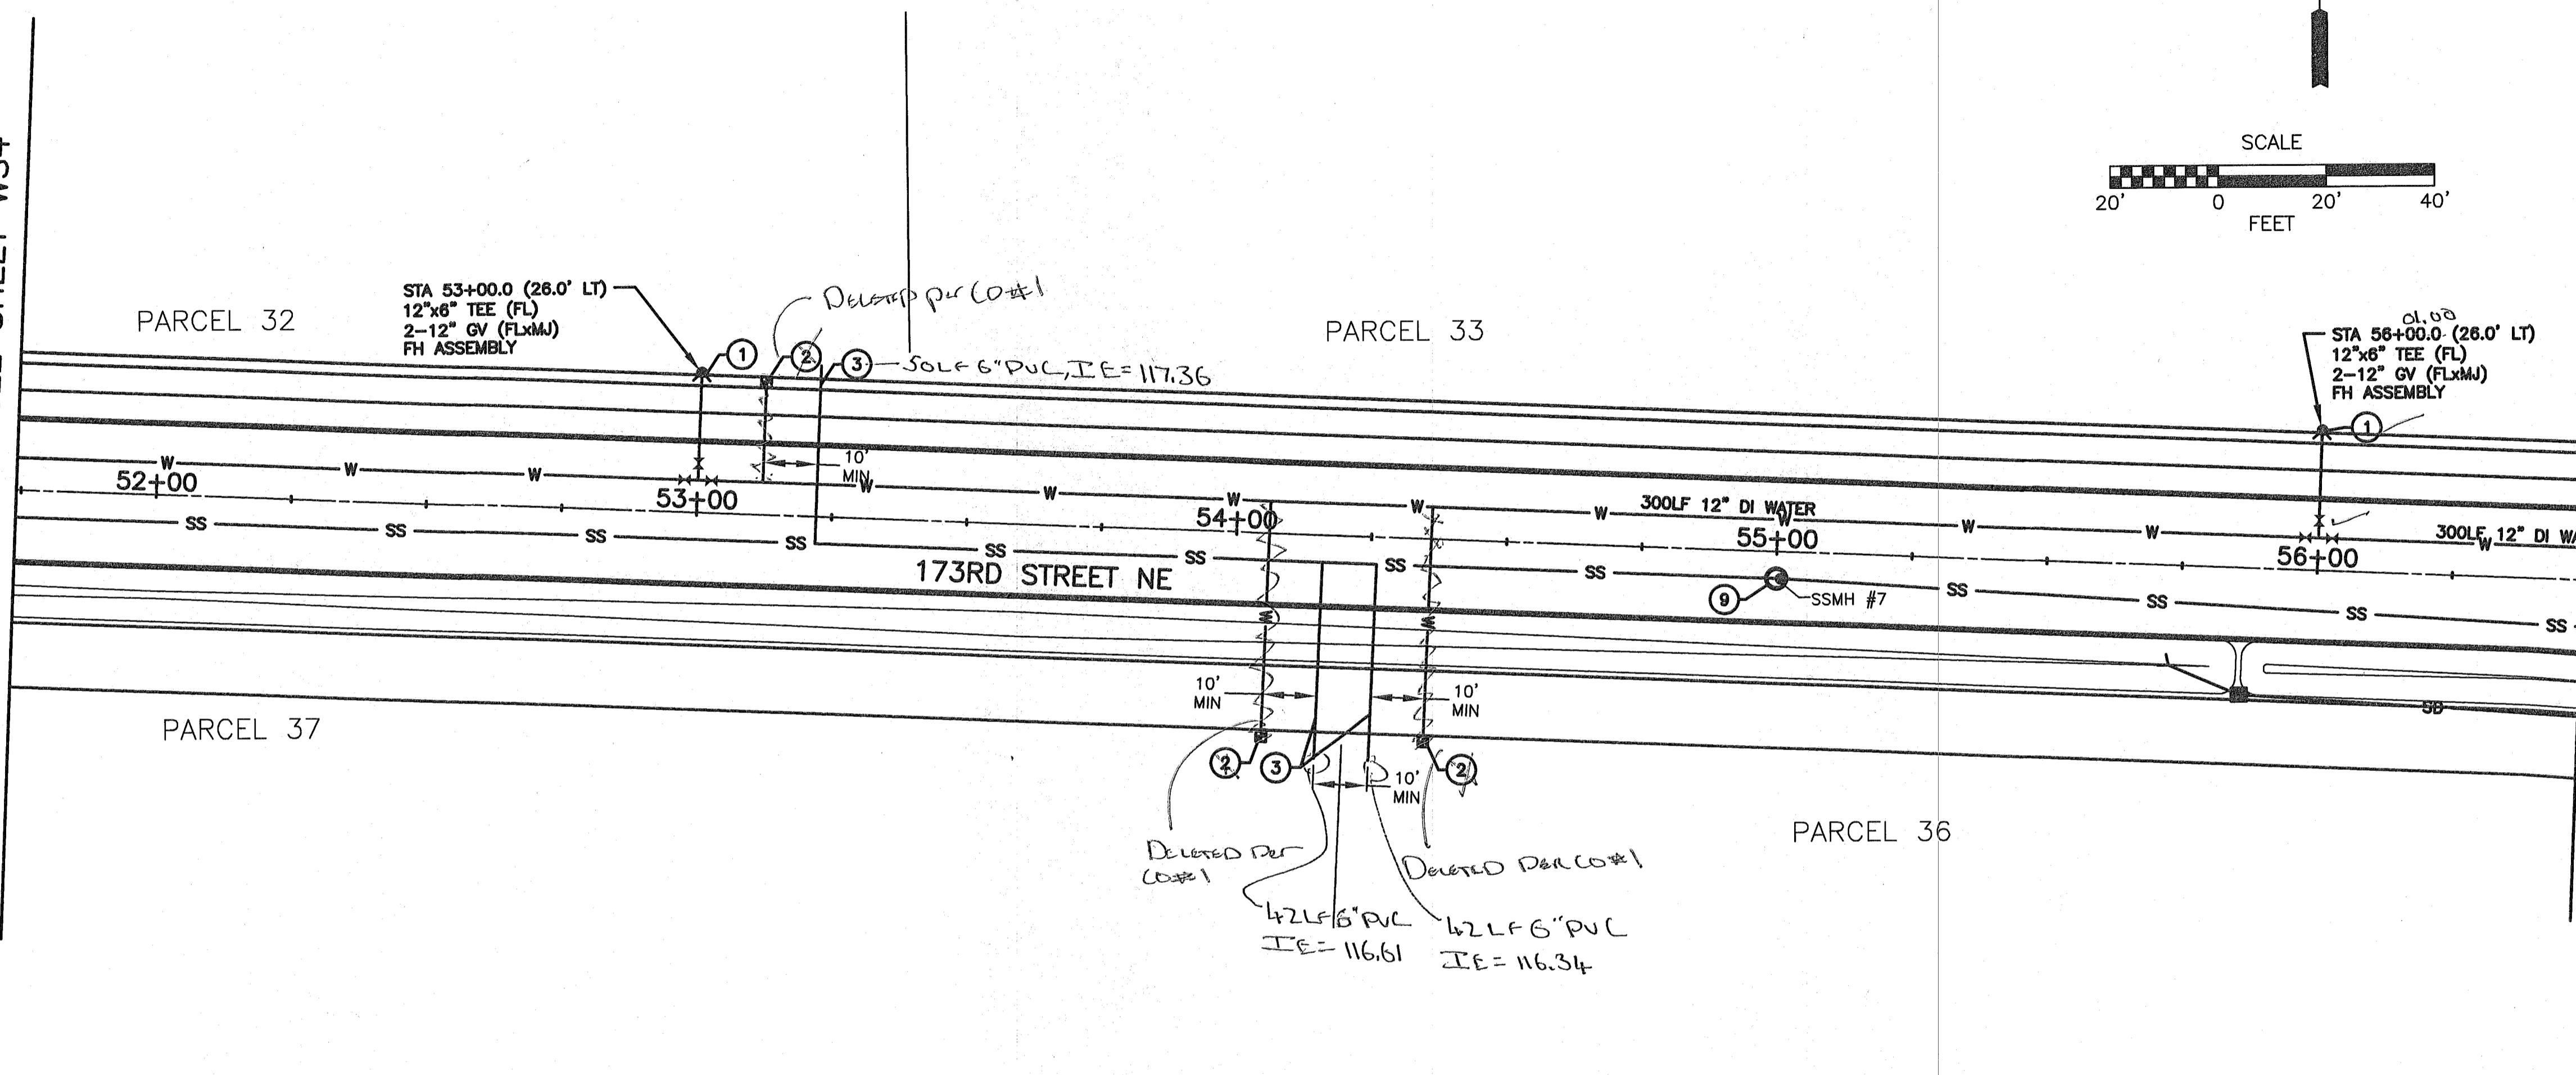 SCALE
20' 0 20' 40'
FEET
STA 53+00.0 (26.0' LT)
12"x6" TEE (FL)
2-12" GV (FLxMJ)
FH ASSEMBLY
DELETED per CO#1
PARCEL 32
PARCEL 33
01.00
STA 56+00.0 (26.0' LT)
12"x6" TEE (FL)
2-12" GV (FLxMJ)
FH ASSEMBLY
1
2
3
50LF 6" PVC, IE=117.36
1
10'
MIN
W W W W W W W W W W W W W
52+00
53+00
54+00
300LF 12" DI WATER
55+00
56+00
300LF 12" DI WA
SS SS SS SS SS SS SS SS SS SS SS SS
173RD STREET NE
9
SSMH #7
W W
10'
MIN
10'
MIN
SD
PARCEL 37
2
3
2
10'
MIN
PARCEL 36
DELETED Per
CO#1
DELETED PER CO#1
42LF 6" PVC
IE= 116.61
42LF 6" PVC
IE= 116.34